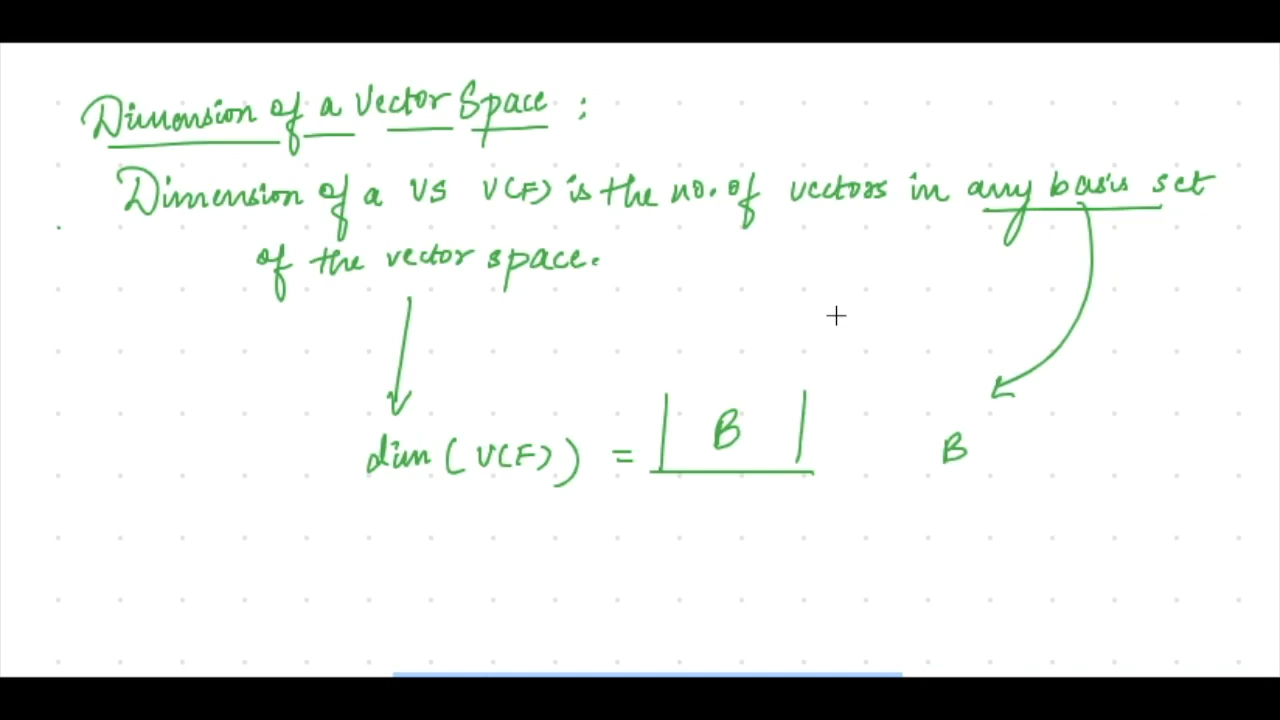 Dimension of a Vector Space :
Dimension of a VS V(F) is the no. of vectors in any basis set
of the vector space.
dim ( V(F) ) = | B |
B